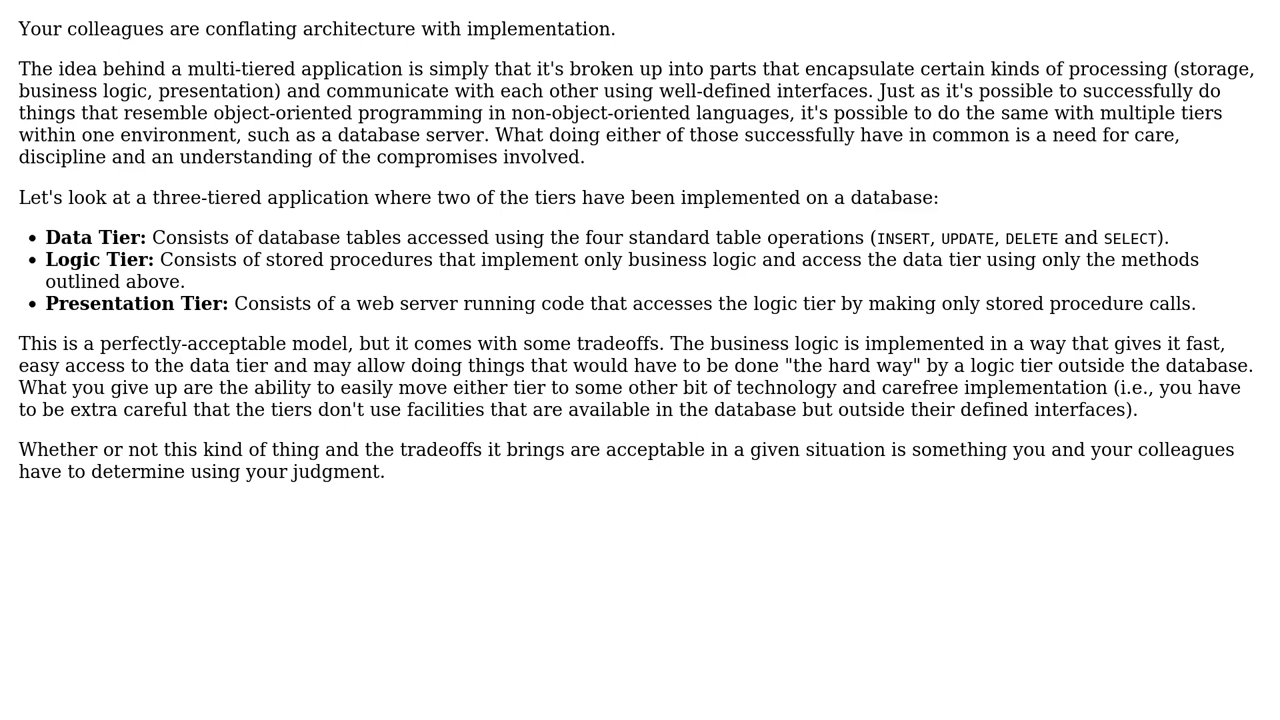 Your colleagues are conflating architecture with implementation.
The idea behind a multi-tiered application is simply that it's broken up into parts that encapsulate certain kinds of processing (storage,
business logic, presentation) and communicate with each other using well-defined interfaces. Just as it's possible to successfully do
things that resemble object-oriented programming in non-object-oriented languages, it's possible to do the same with multiple tiers
within one environment, such as a database server. What doing either of those successfully have in common is a need for care,
discipline and an understanding of the compromises involved.
Let's look at a three-tiered application where two of the tiers have been implemented on a database:
• Data Tier: Consists of database tables accessed using the four standard table operations (INSERT, UPDATE, DELETE and SELECT).
• Logic Tier: Consists of stored procedures that implement only business logic and access the data tier using only the methods
outlined above.
• Presentation Tier: Consists of a web server running code that accesses the logic tier by making only stored procedure calls.
This is a perfectly-acceptable model, but it comes with some tradeoffs. The business logic is implemented in a way that gives it fast,
easy access to the data tier and may allow doing things that would have to be done "the hard way" by a logic tier outside the database.
What you give up are the ability to easily move either tier to some other bit of technology and carefree implementation (i.e., you have
to be extra careful that the tiers don't use facilities that are available in the database but outside their defined interfaces).
Whether or not this kind of thing and the tradeoffs it brings are acceptable in a given situation is something you and your colleagues
have to determine using your judgment.